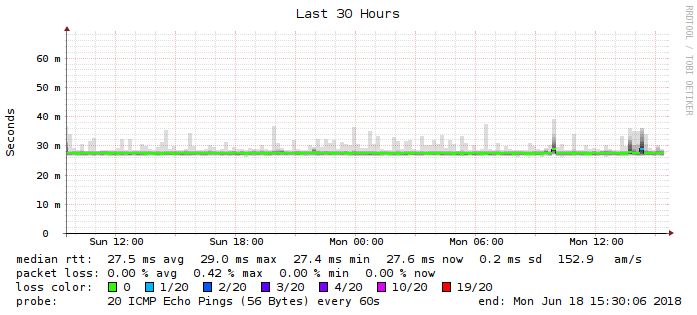 Last 30 Hours
RRDTOOL / TOBI OETIKER
Seconds
60 m
50 m
40 m
30 m
20 m
10 m
0
Sun 12:00 Sun 18:00 Mon 00:00 Mon 06:00 Mon 12:00
median rtt: 27.5 ms avg 29.0 ms max 27.4 ms min 27.6 ms now 0.2 ms sd 152.9 am/s
packet loss: 0.00 % avg 0.42 % max 0.00 % min 0.00 % now
loss color: 0 1/20 2/20 3/20 4/20 10/20 19/20
probe: 20 ICMP Echo Pings (56 Bytes) every 60s end: Mon Jun 18 15:30:06 2018